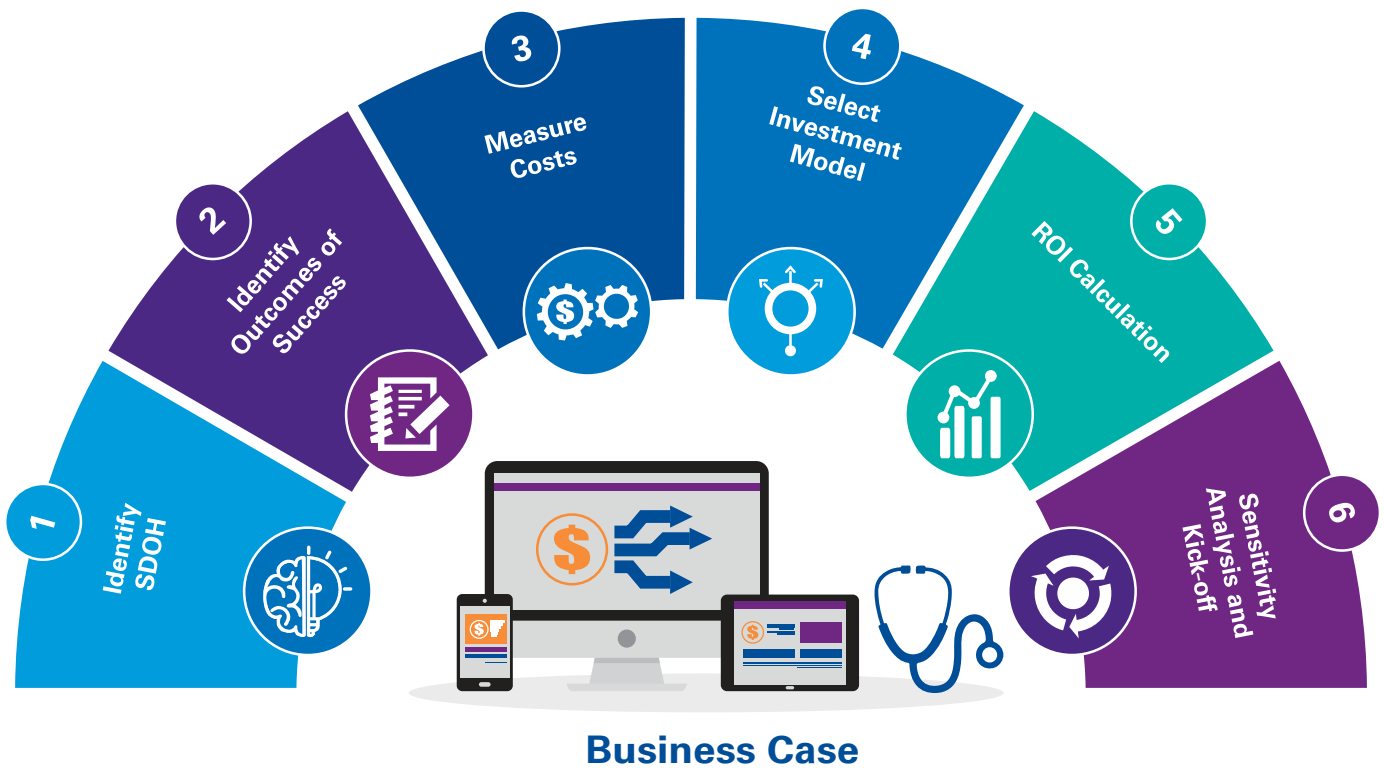 1
Identify
SDOH
2
Identify
Outcomes of
Success
3
Measure
Costs
$
4
Select
Investment
Model
5
ROI Calculation
6
Sensitivity
Analysis and
Kick-off
$
$
$
Business Case